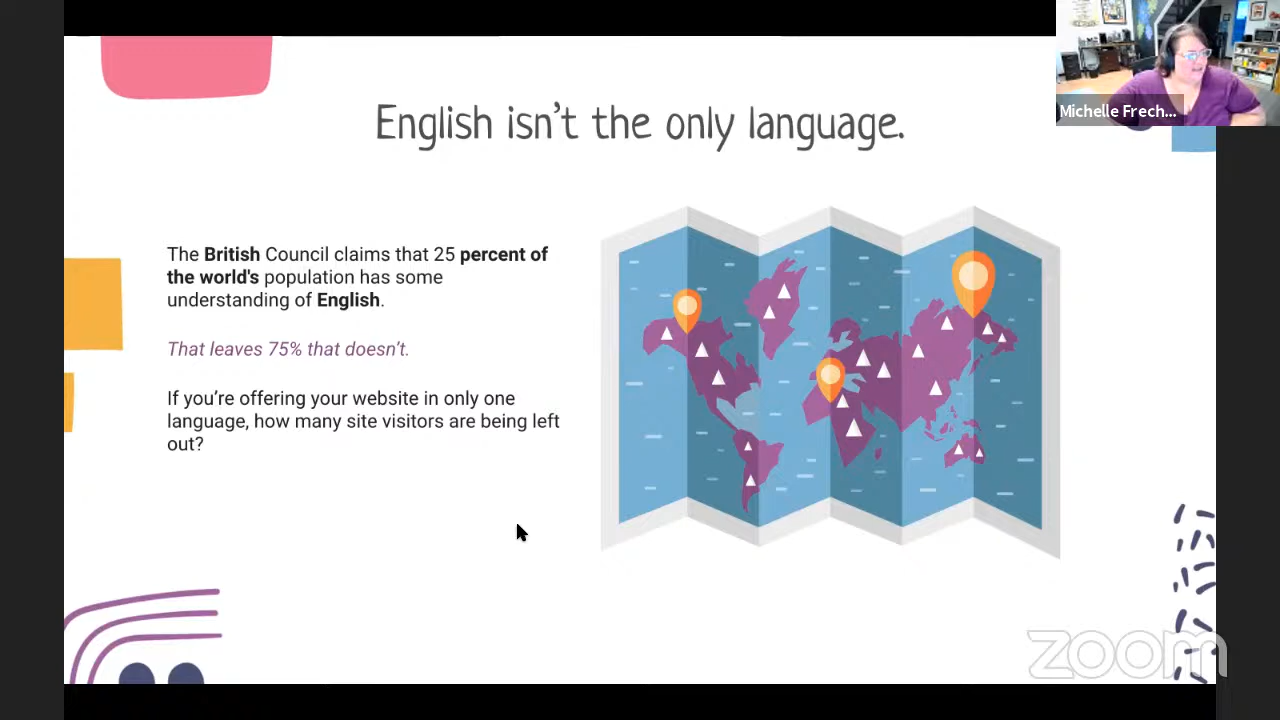 English isn't the only language.
Michelle Frech...
The British Council claims that 25 percent of
the world's population has some
understanding of English.
That leaves 75% that doesn't.
If you're offering your website in only one
language, how many site visitors are being left
out?
zoom